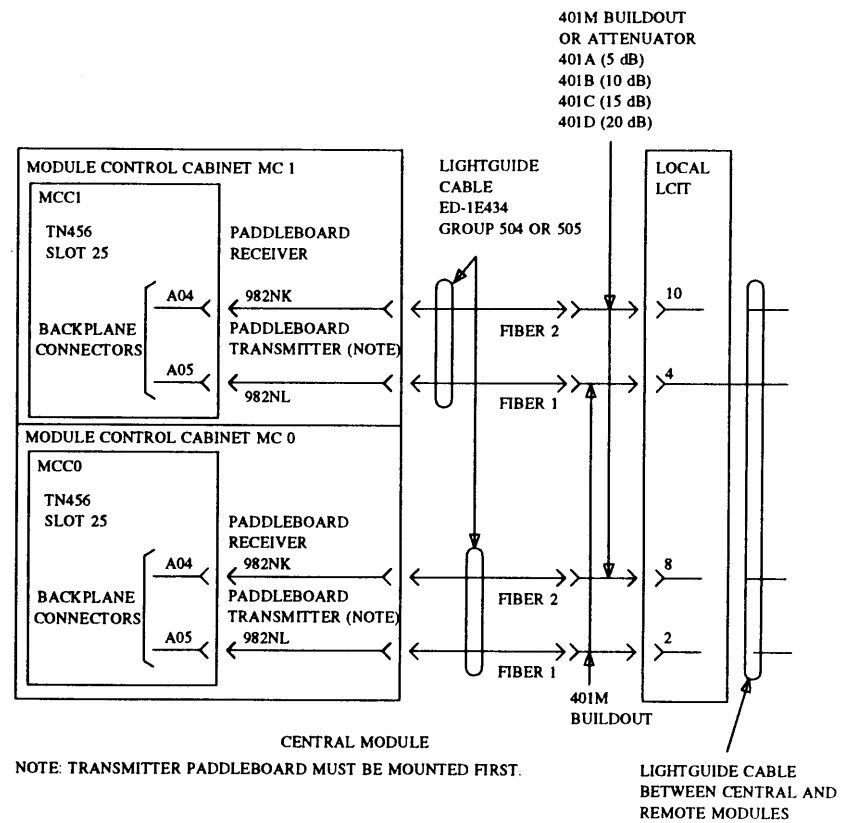 401M BUILDOUT
OR ATTENUATOR
401A (5 dB)
401B (10 dB)
401C (15 dB)
401D (20 dB)
MODULE CONTROL CABINET MC 1
MCC1
TN456
SLOT 25
PADDLEBOARD
RECEIVER
LIGHTGUIDE
CABLE
ED-1E434
GROUP 504 OR 505
LOCAL
LCIT
A04
982NK
10
BACKPLANE
CONNECTORS
PADDLEBOARD
TRANSMITTER (NOTE)
FIBER 2
A05
982NL
4
FIBER 1
MODULE CONTROL CABINET MC 0
MCC0
TN456
SLOT 25
PADDLEBOARD
RECEIVER
A04
982NK
8
BACKPLANE
CONNECTORS
PADDLEBOARD
TRANSMITTER (NOTE)
FIBER 2
A05
982NL
2
FIBER 1
401M
BUILDOUT
CENTRAL MODULE
NOTE: TRANSMITTER PADDLEBOARD MUST BE MOUNTED FIRST.
LIGHTGUIDE CABLE
BETWEEN CENTRAL AND
REMOTE MODULES